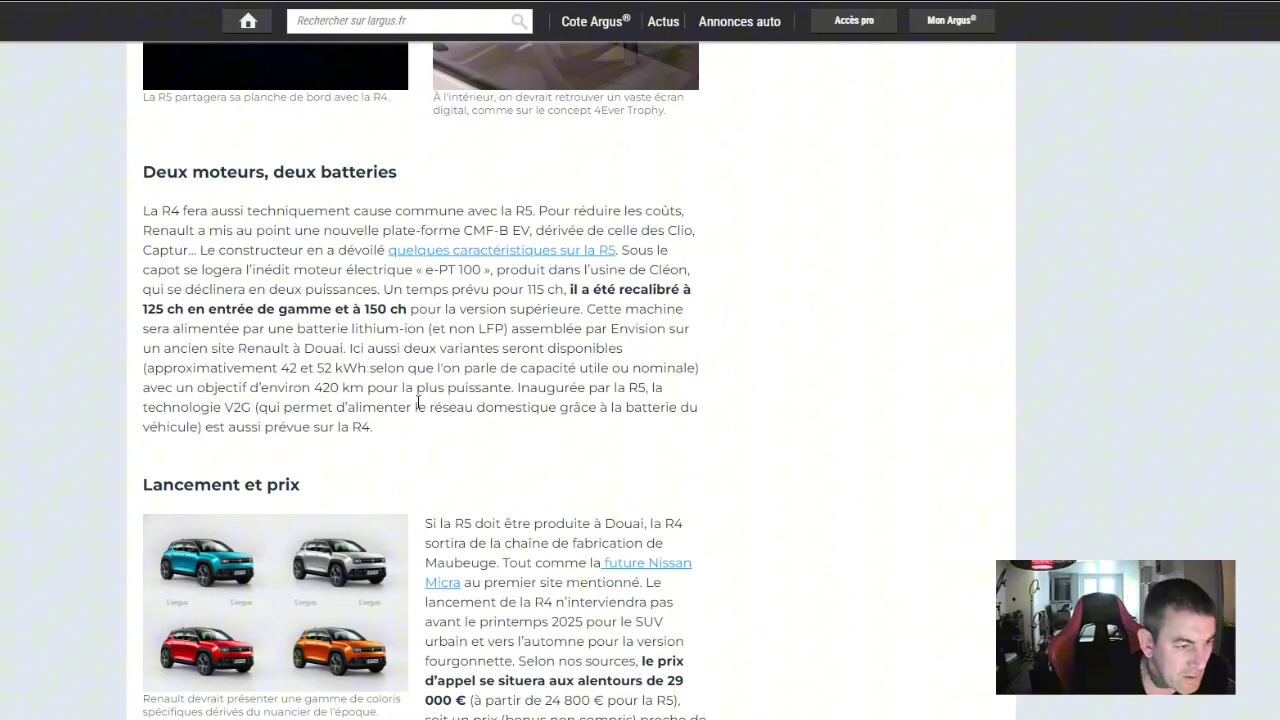 Rechercher sur largus.fr
Cote Argus®
Actus
Annonces auto
Accès pro
Mon Argus®
La R5 partagera sa planche de bord avec la R4.
À l'intérieur, on devrait retrouver un vaste écran
digital, comme sur le concept 4Ever Trophy.
Deux moteurs, deux batteries
La R4 fera aussi techniquement cause commune avec la R5. Pour réduire les coûts,
Renault a mis au point une nouvelle plate-forme CMF-B EV, dérivée de celle des Clio,
Captur... Le constructeur en a dévoilé quelques caractéristiques sur la R5. Sous le
capot se logera l'inédit moteur électrique « e-PT 100 », produit dans l'usine de Cléon,
qui se déclinera en deux puissances. Un temps prévu pour 115 ch, il a été recalibré à
125 ch en entrée de gamme et à 150 ch pour la version supérieure. Cette machine
sera alimentée par une batterie lithium-ion (et non LFP) assemblée par Envision sur
un ancien site Renault à Douai. Ici aussi deux variantes seront disponibles
(approximativement 42 et 52 kWh selon que l'on parle de capacité utile ou nominale)
avec un objectif d'environ 420 km pour la plus puissante. Inaugurée par la R5, la
technologie V2G (qui permet d'alimenter le réseau domestique grâce à la batterie du
véhicule) est aussi prévue sur la R4.
Lancement et prix
Si la R5 doit être produite à Douai, la R4
sortira de la chaîne de fabrication de
Maubeuge. Tout comme la future Nissan
Micra au premier site mentionné. Le
lancement de la R4 n'interviendra pas
avant le printemps 2025 pour le SUV
urbain et vers l'automne pour la version
fourgonnette. Selon nos sources, le prix
d'appel se situera aux alentours de 29
000 € (à partir de 24 800 € pour la R5),
soit un prix (bonus non compris) proche de
L'argus L'argus L'argus L'argus
Renault devrait présenter une gamme de coloris
spécifiques dérivés du nuancier de l'époque.